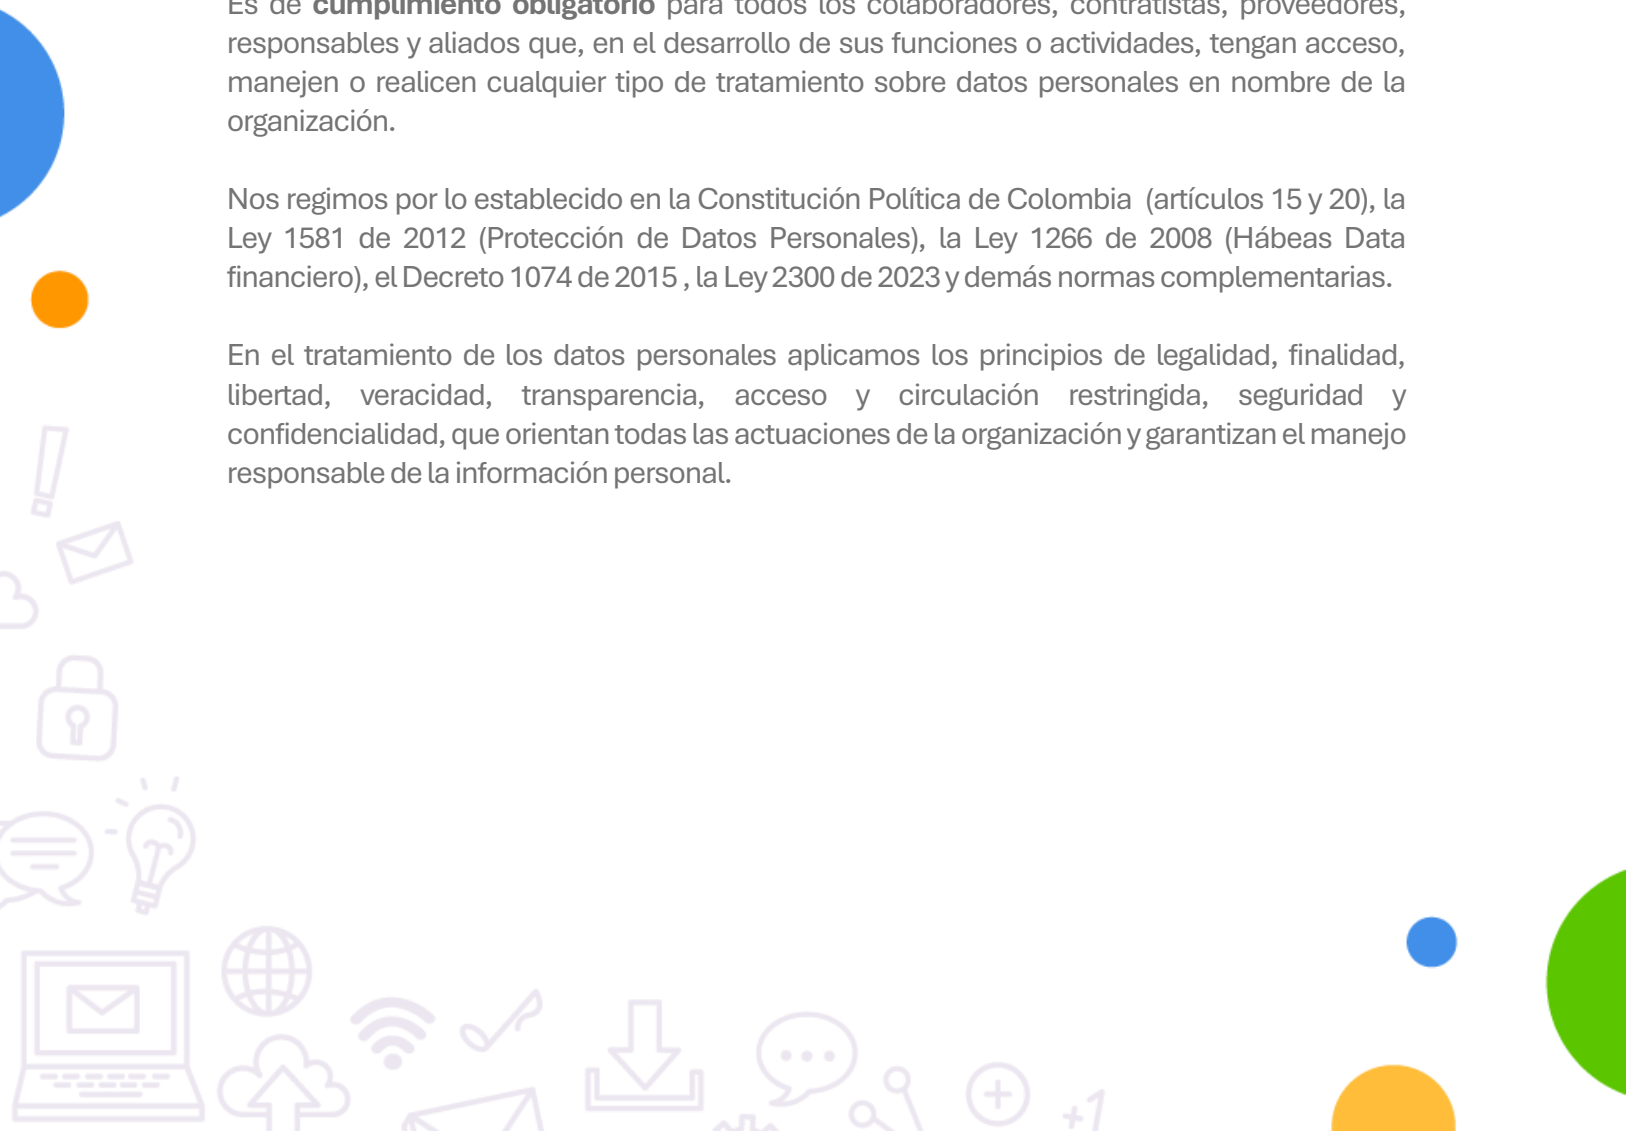 Es de cumplimiento obligatorio para todos los colaboradores, contratistas, proveedores,
responsables y aliados que, en el desarrollo de sus funciones o actividades, tengan acceso,
manejen o realicen cualquier tipo de tratamiento sobre datos personales en nombre de la
organización.
Nos regimos por lo establecido en la Constitución Política de Colombia (artículos 15 y 20), la
Ley 1581 de 2012 (Protección de Datos Personales), la Ley 1266 de 2008 (Hábeas Data
financiero), el Decreto 1074 de 2015 , la Ley 2300 de 2023 y demás normas complementarias.
En el tratamiento de los datos personales aplicamos los principios de legalidad, finalidad,
libertad, veracidad, transparencia, acceso y circulación restringida, seguridad y
confidencialidad, que orientan todas las actuaciones de la organización y garantizan el manejo
responsable de la información personal.
+1